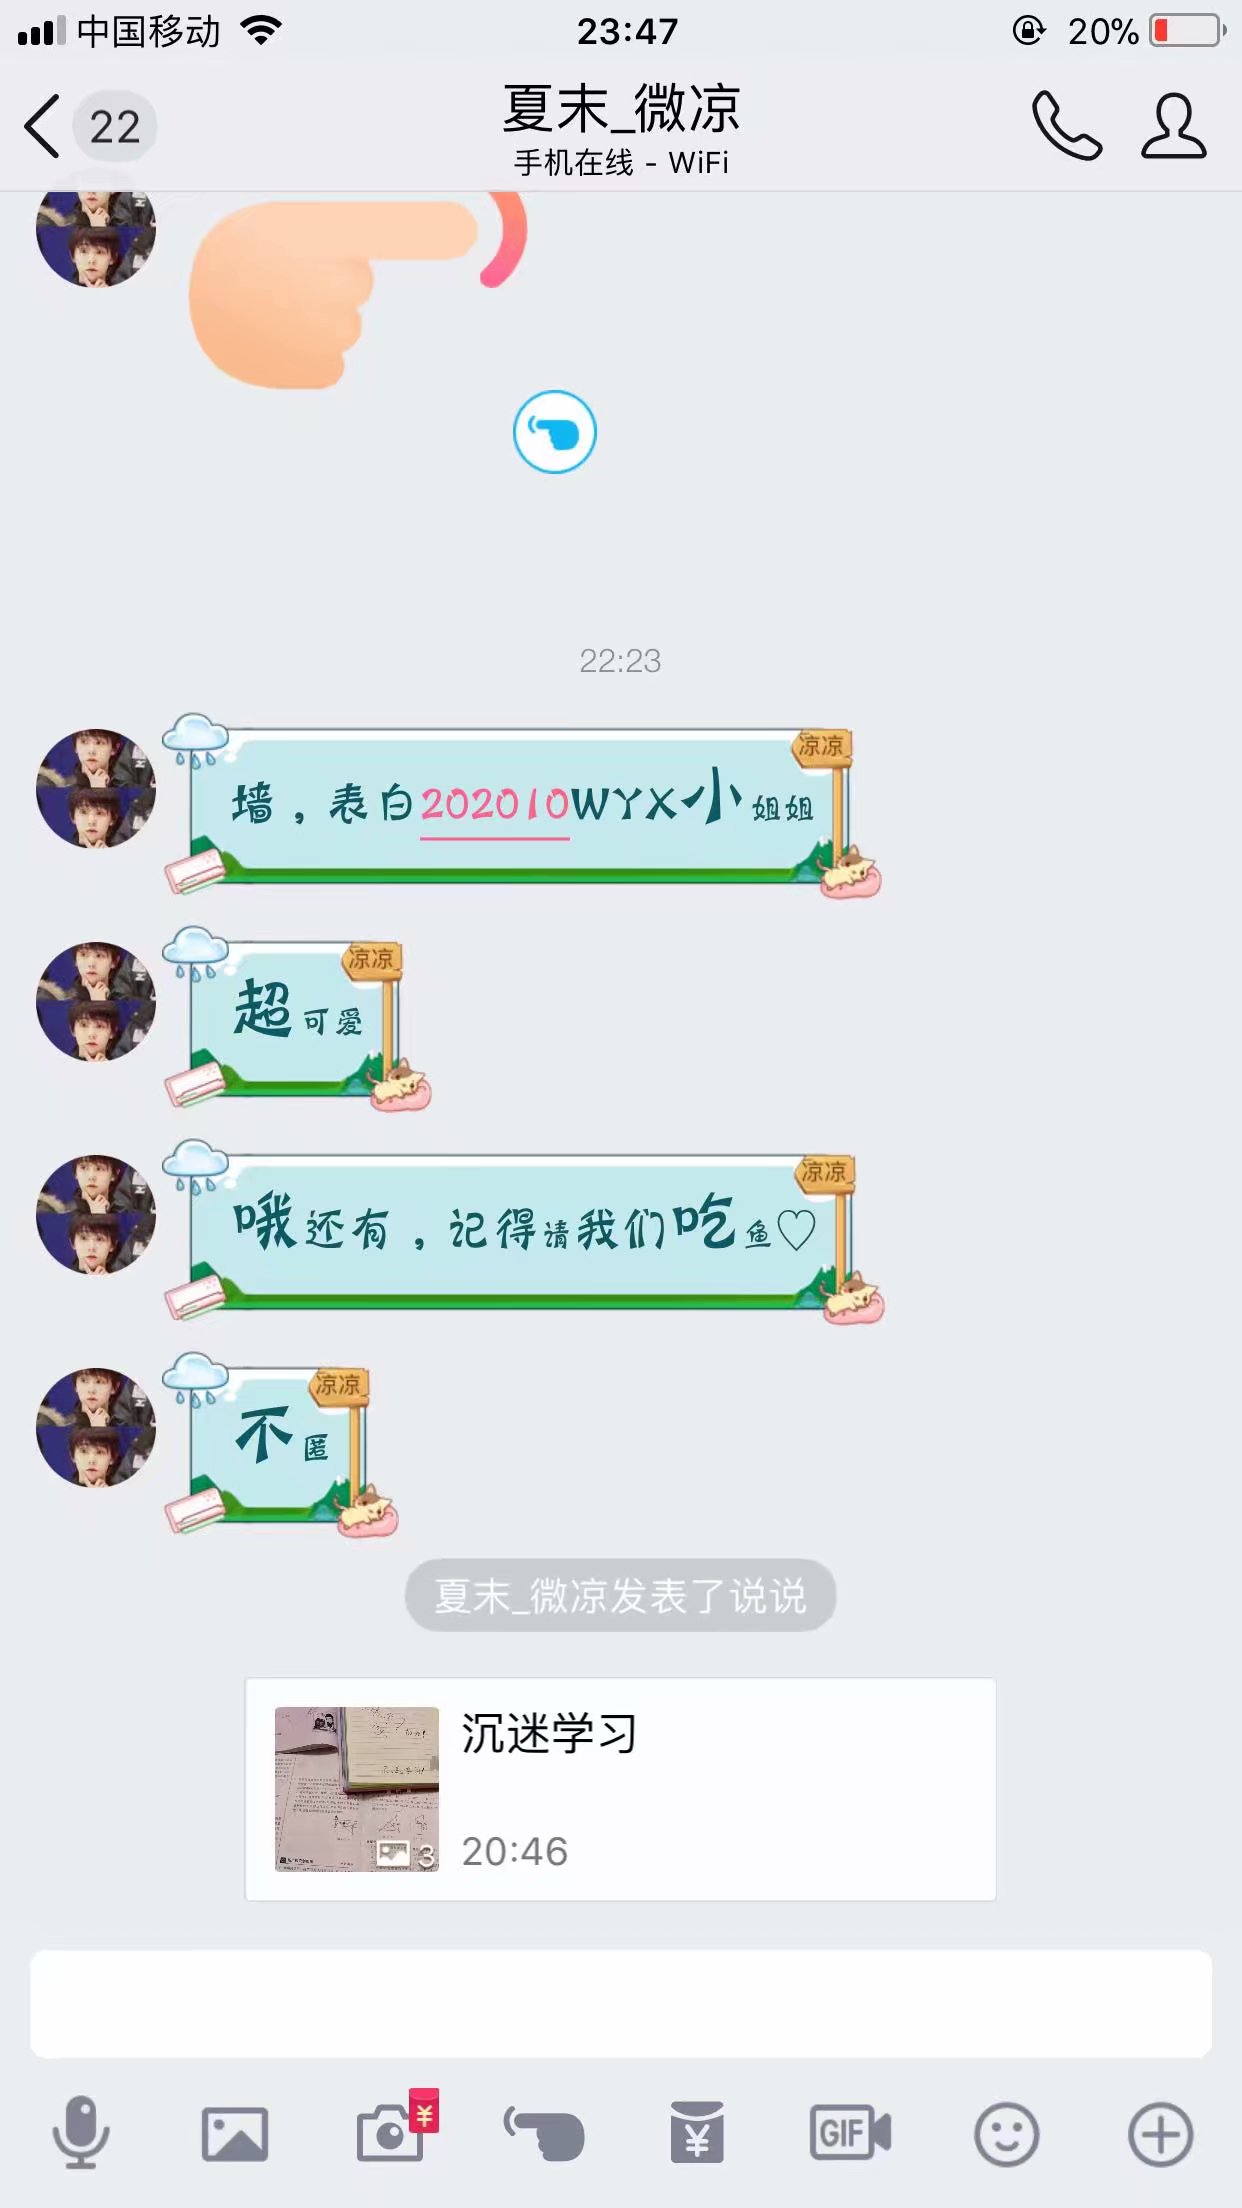 中国移动
23:47
20%
22
夏末_微凉
手机在线 - WiFi
22:23
凉凉
墙，表白202010WYX小姐姐
凉凉
超可爱
凉凉
哦还有，记得请我们吃鱼♡
凉凉
不匿
夏末_微凉发表了说说
沉迷学习
3
20:46
¥
¥
GIF